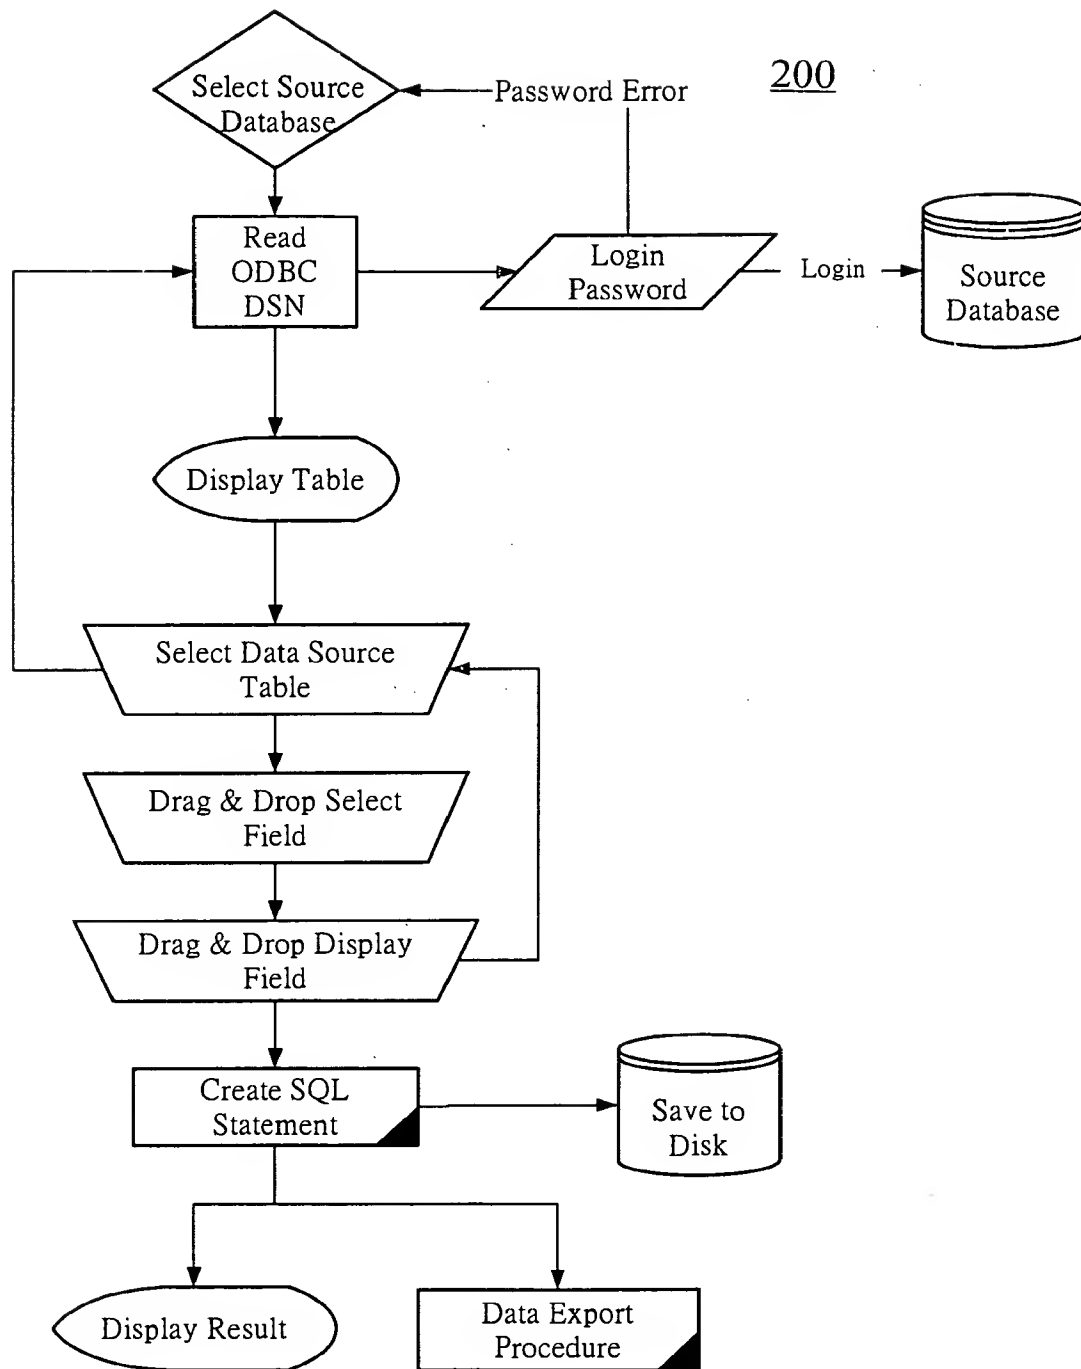 200
Select Source
Database
Password Error
Read
ODBC
DSN
Login
Password
Login
Source
Database
Display Table
Select Data Source
Table
Drag & Drop Select
Field
Drag & Drop Display
Field
Create SQL
Statement
Save to
Disk
Display Result
Data Export
Procedure